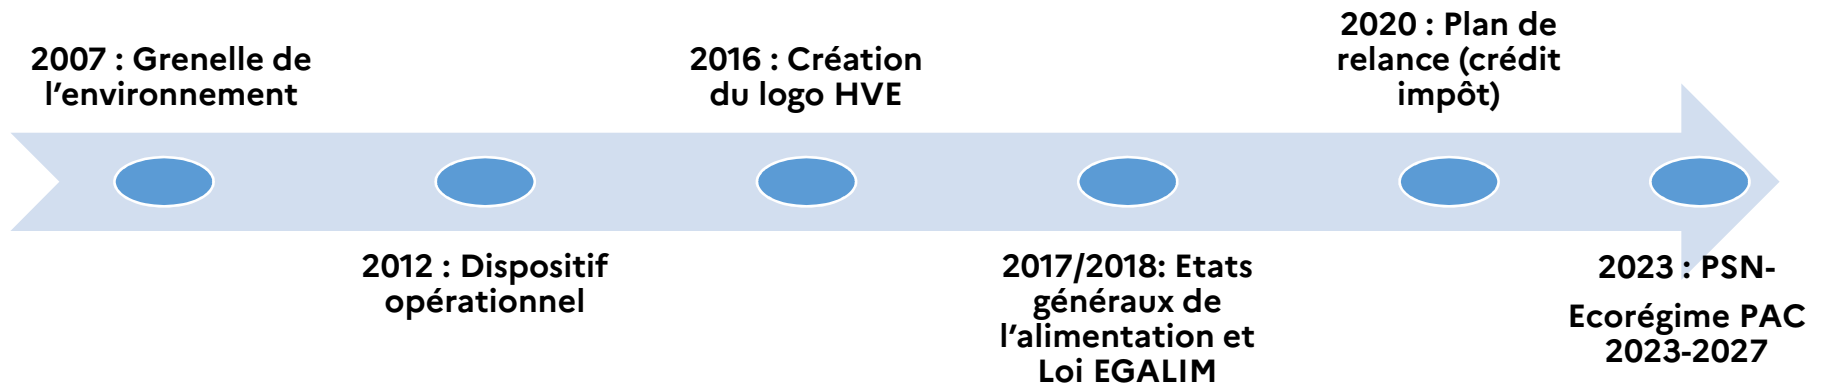 2007 : Grenelle de
l’environnement
2012 : Dispositif
opérationnel
2016 : Création
du logo HVE
2017/2018: Etats
généraux de
l’alimentation et
Loi EGALIM
2020 : Plan de
relance (crédit
impôt)
2023 : PSN-
Ecorégime PAC
2023-2027